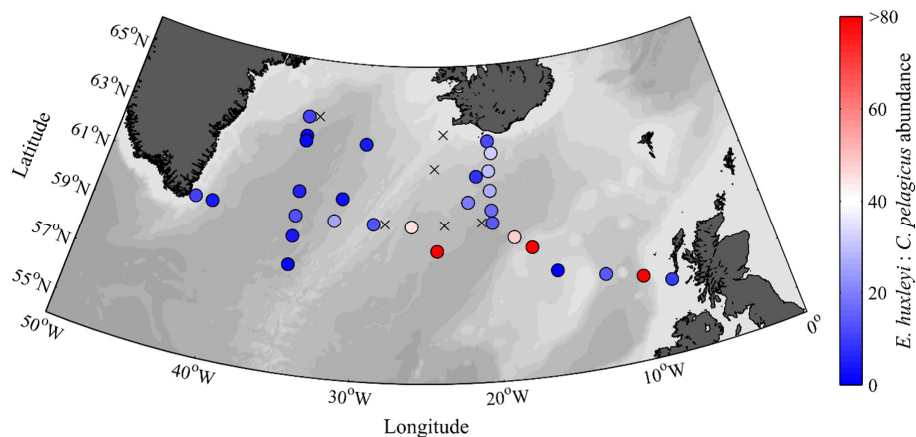 65°N
63°N
61°N
59°N
57°N
55°N
Latitude
50°W
40°W
30°W
20°W
10°W
0°
Longitude
>80
60
40
20
0
E. huxleyi : C. pelagicus abundance